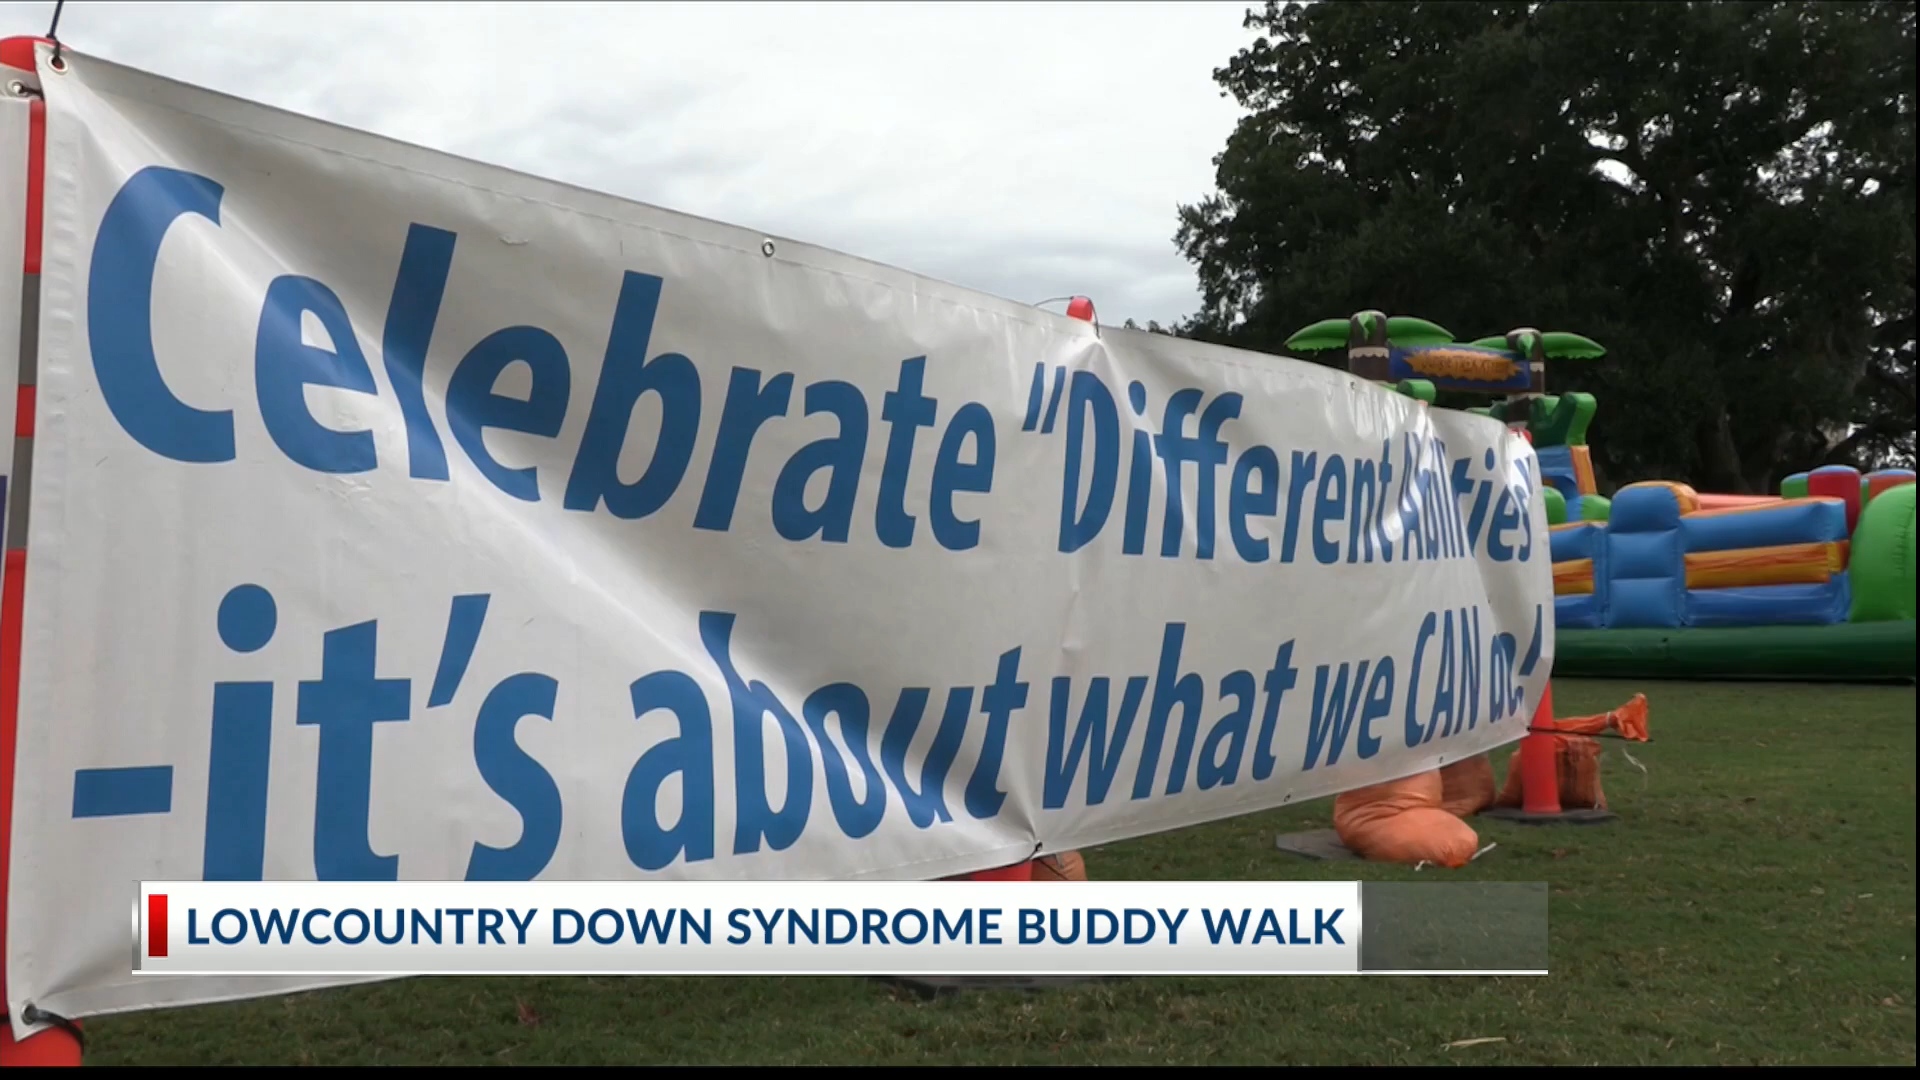 Celebrate "Different Abilities"
-it's about what we CAN do!
LOWCOUNTRY DOWN SYNDROME BUDDY WALK